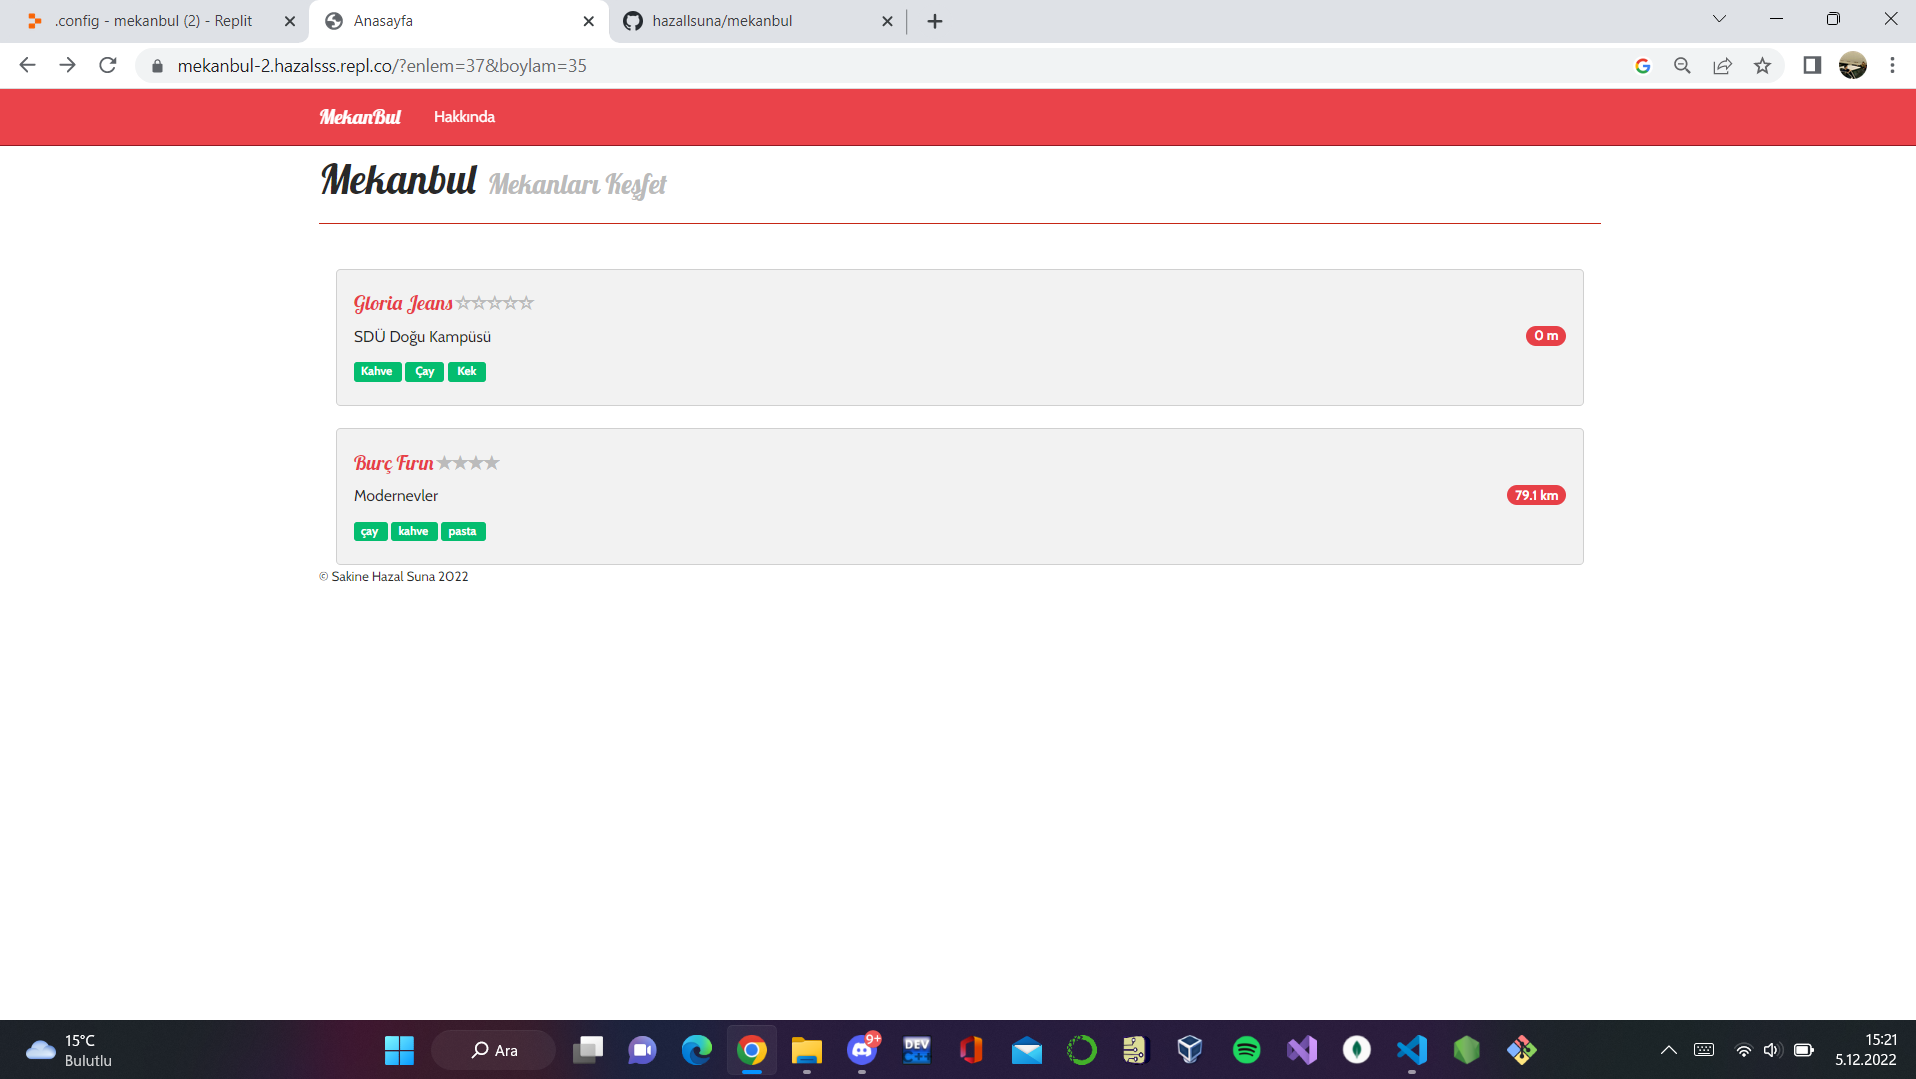 .config - mekanbul (2) - Replit
Anasayfa
hazallsuna/mekanbul
mekanbul-2.hazalsss.repl.co/?enlem=37&boylam=35
MekanBul Hakkında
Mekanbul Mekanları Keşfet
Gloria Jeans
SDÜ Doğu Kampüsü
0 m
Kahve Çay Kek
Burç Fırın
Modernevler
79.1 km
çay kahve pasta
© Sakine Hazal Suna 2022
15°C
Bulutlu
Ara
9+
DEV
15:21
5.12.2022